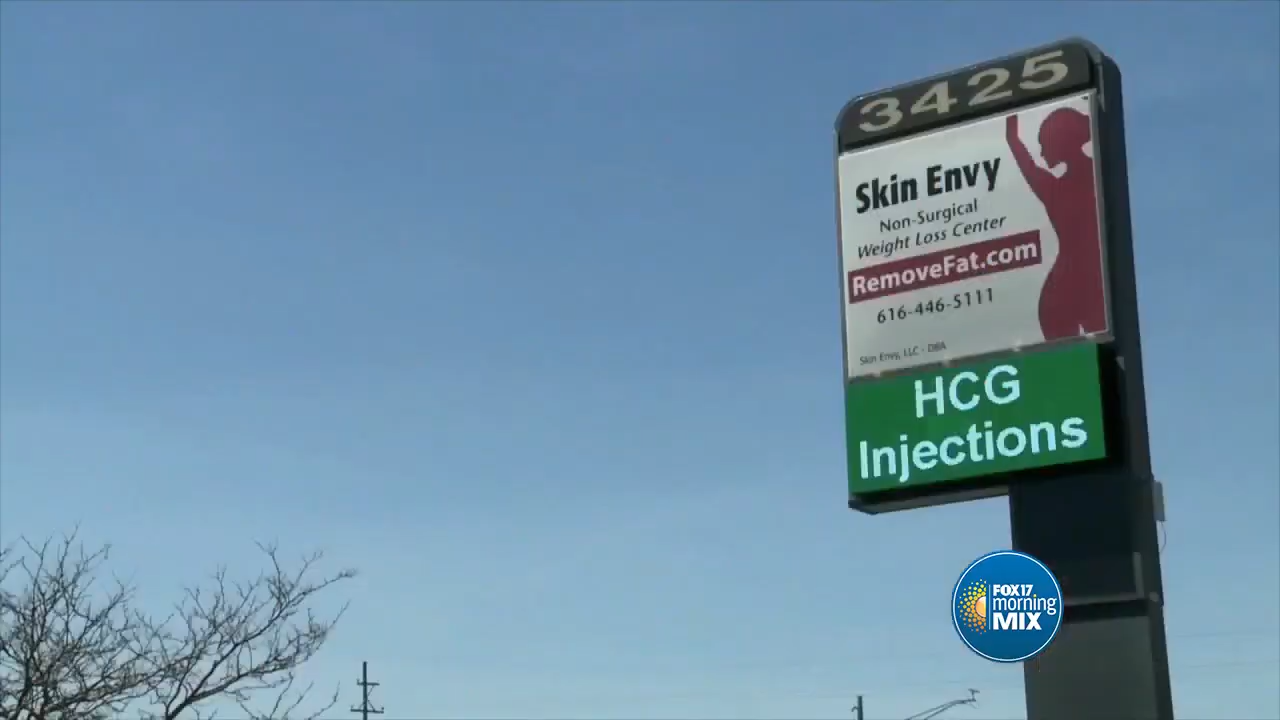 3425
Skin Envy
Non-Surgical
Weight Loss Center
RemoveFat.com
616-446-5111
Skin Envy, LLC - DBA
HCG
Injections
FOX17
morning
MIX